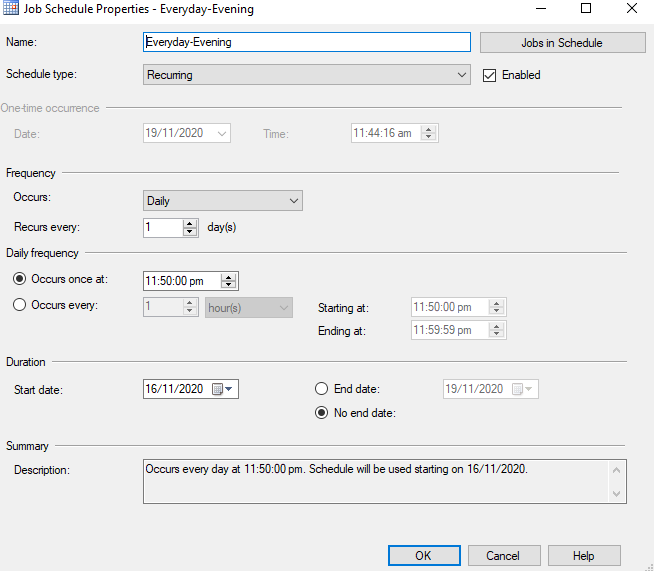 Job Schedule Properties - Everyday-Evening
Name: Everyday-Evening Jobs in Schedule
Schedule type: Recurring Enabled
One-time occurrence
Date: 19/11/2020 Time: 11:44:16 am
Frequency
Occurs: Daily
Recurs every: 1 day(s)
Daily frequency
Occurs once at: 11:50:00 pm
Occurs every: 1 hour(s) Starting at: 11:50:00 pm
Ending at: 11:59:59 pm
Duration
Start date: 16/11/2020 End date: 19/11/2020
No end date:
Summary
Description: Occurs every day at 11:50:00 pm. Schedule will be used starting on 16/11/2020.
OK Cancel Help